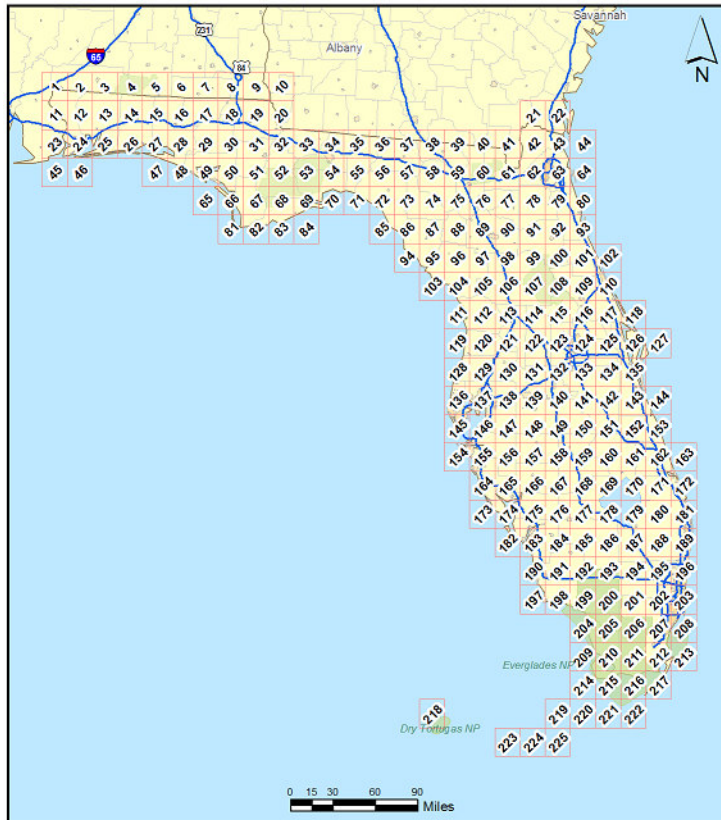 Savannah
231
65
Albany
84
N
1 2 3 4 5 6 7 8 9 10
11 12 13 14 15 16 17 18 19 20 21 22
23 24 25 26 27 28 29 30 31 32 33 34 35 36 37 38 39 40 41 42 43 44
45 46 47 48 49 50 51 52 53 54 55 56 57 58 59 60 61 62 63 64
65 66 67 68 69 70 71 72 73 74 75 76 77 78 79 80
81 82 83 84 85 86 87 88 89 90 91 92 93
94 95 96 97 98 99 100 101 102
103 104 105 106 107 108 109 110
111 112 113 114 115 116 117 118
119 120 121 122 123 124 125 126 127
128 129 130 131 132 133 134 135
136 137 138 139 140 141 142 143 144
145 146 147 148 149 150 151 152 153
154 155 156 157 158 159 160 161 162 163
164 165 166 167 168 169 170 171 172
173 174 175 176 177 178 179 180 181
182 183 184 185 186 187 188 189
190 191 192 193 194 195 196
197 198 199 200 201 202 203
204 205 206 207 208
Everglades NP
209 210 211 212 213
214 215 216 217
218 219 220 221 222
Dry Tortugas NP
223 224 225
0 15 30 60 90
Miles